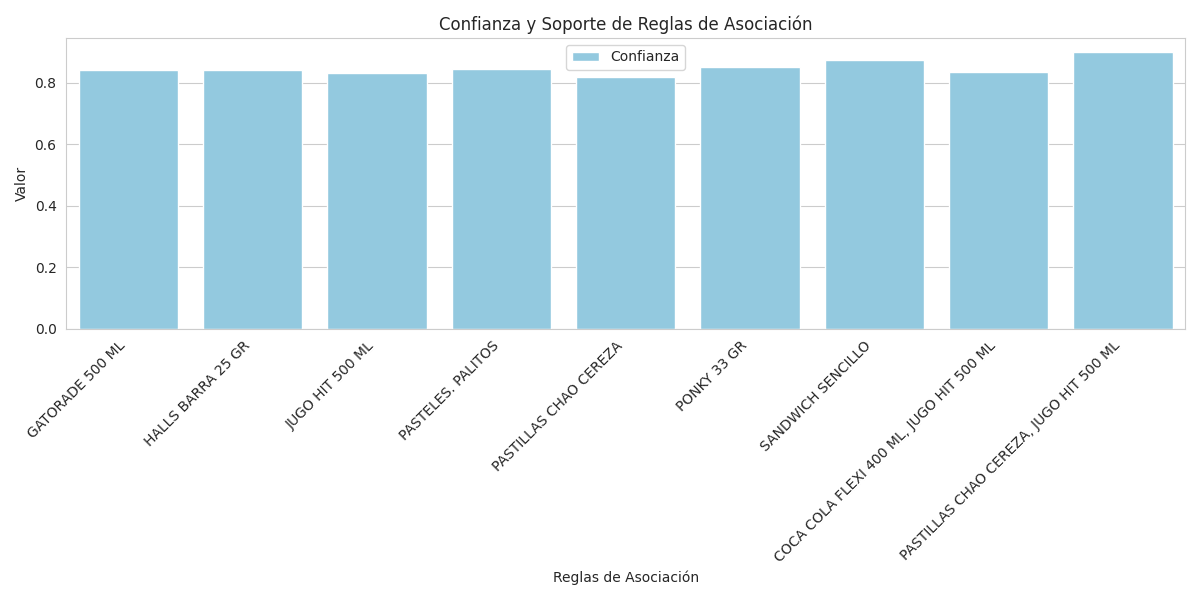 Confianza y Soporte de Reglas de Asociación
Confianza
Valor
0.8
0.6
0.4
0.2
0.0
GATORADE 500 ML
HALLS BARRA 25 GR
JUGO HIT 500 ML
PASTELES. PALITOS
PASTILLAS CHAO CEREZA
PONKY 33 GR
SANDWICH SENCILLO
COCA COLA FLEXI 400 ML, JUGO HIT 500 ML
PASTILLAS CHAO CEREZA, JUGO HIT 500 ML
Reglas de Asociación